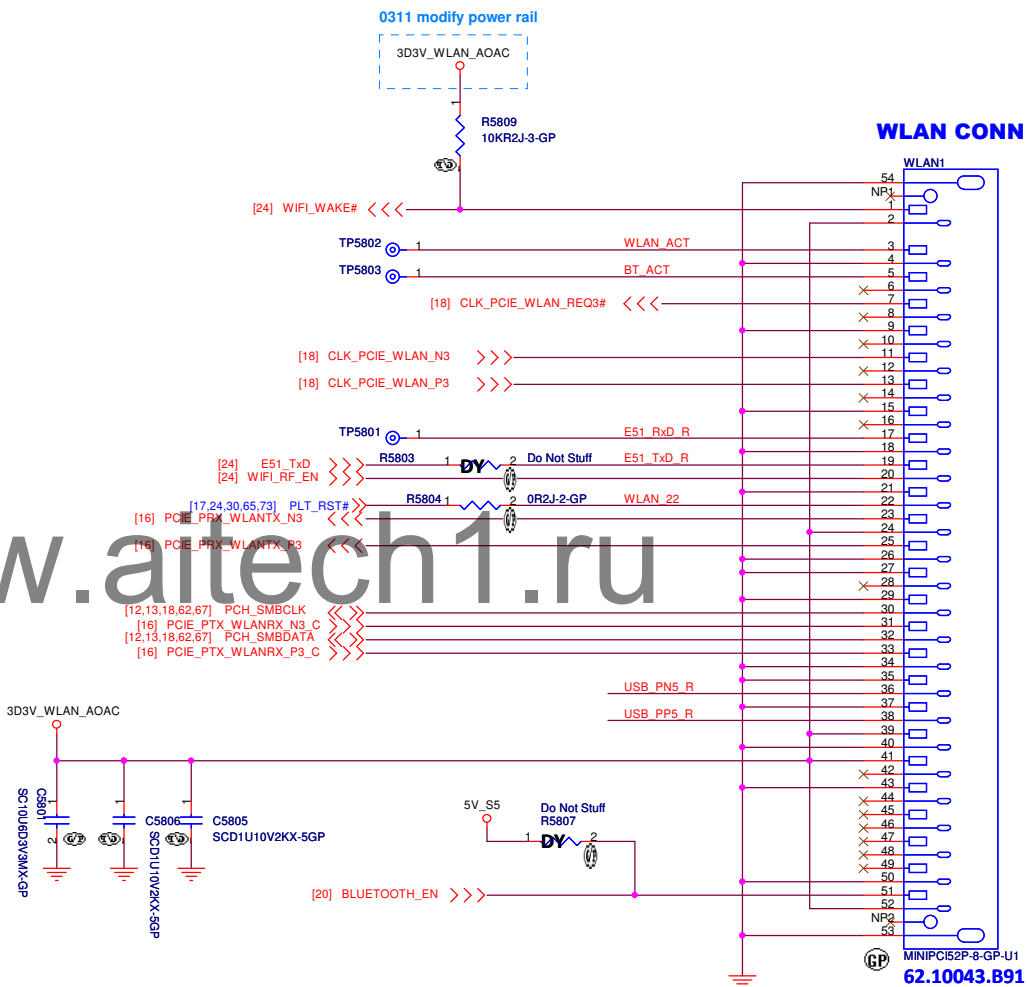 0311 modify power rail
3D3V_WLAN_AOAC
1
R5809
10KR2J-3-GP
WLAN CONN
WLAN1
[24] WIFI_WAKE#
54
NP1
1
2
TP5802 1 WLAN_ACT 3
4
TP5803 1 BT_ACT 5
6
[18] CLK_PCIE_WLAN_REQ3# 7
8
9
10
[18] CLK_PCIE_WLAN_N3 11
12
[18] CLK_PCIE_WLAN_P3 13
14
15
16
TP5801 1 E51_RxD_R 17
18
[24] E51_TxD R5803 1 DY 2 Do Not Stuff E51_TxD_R 19
[24] WIFI_RF_EN 20
21
[17,24,30,65,73] PLT_RST# R5804 1 2 0R2J-2-GP WLAN_22 22
[16] PCIE_PRX_WLANTX_N3 23
24
[16] PCIE_PRX_WLANTX_P3 25
w.aitech1.ru
26
27
28
29
[12,13,18,62,67] PCH_SMBCLK 30
[16] PCIE_PTX_WLANRX_N3_C 31
[12,13,18,62,67] PCH_SMBDATA 32
[16] PCIE_PTX_WLANRX_P3_C 33
34
35
USB_PN5_R 36
37
USB_PP5_R 38
39
40
41
42
43
44
45
46
47
48
49
50
51
52
NP2
53
3D3V_WLAN_AOAC
C5801
SC10U6D3V3MX-GP
1
2
C5806
SCD1U10V2KX-5GP
1
C5805
SCD1U10V2KX-5GP
1
5V_S5
Do Not Stuff
R5807
1 DY 2
[20] BLUETOOTH_EN
GP
MINIPCI52P-8-GP-U1
62.10043.B91